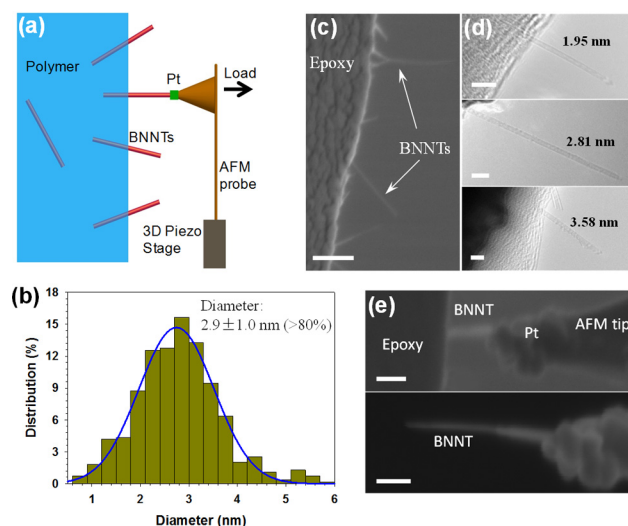 (a)
Polymer
Pt
Load
BNNTs
AFM
probe
3D Piezo
Stage
(b)
Diameter:
2.9±1.0 nm (>80%)
Distribution (%)
18
15
12
9
6
3
0
1 2 3 4 5 6
Diameter (nm)
(c)
Epoxy
BNNTs
(d)
1.95 nm
2.81 nm
3.58 nm
(e)
BNNT
Epoxy
Pt
AFM tip
BNNT